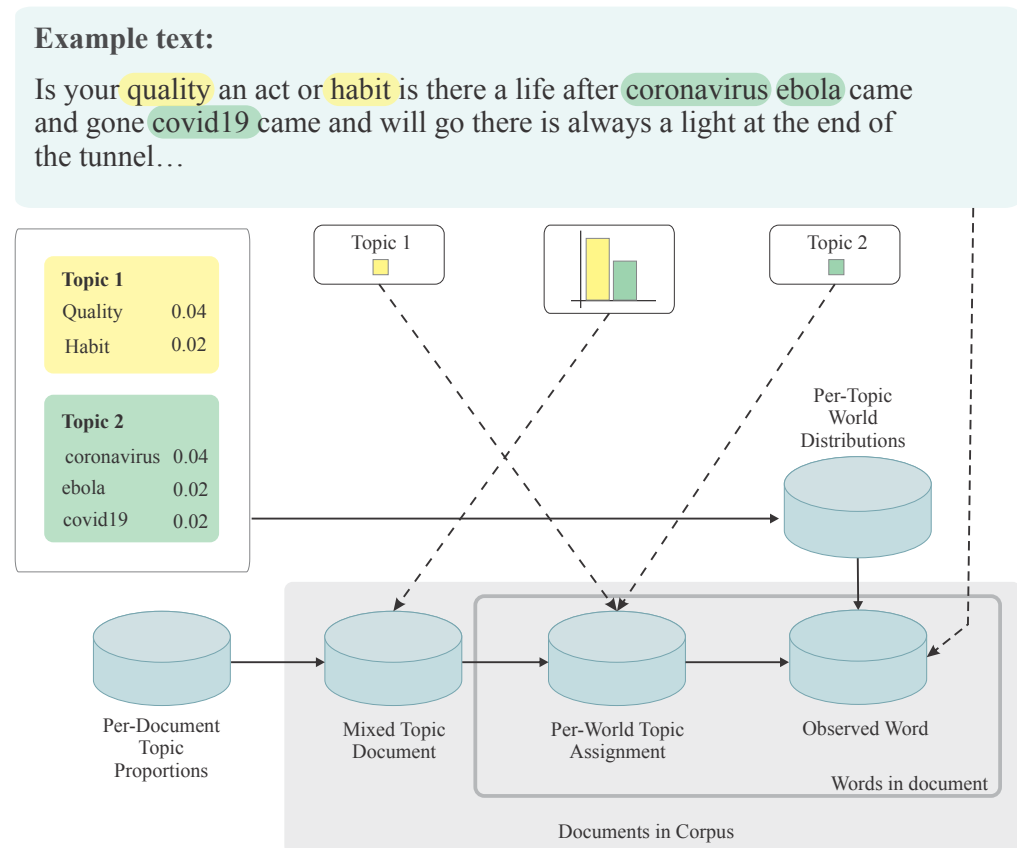 Example text:
Is your quality an act or habit is there a life after coronavirus ebola came
and gone covid19 came and will go there is always a light at the end of
the tunnel…
Topic 1
Quality 0.04
Habit 0.02
Topic 2
coronavirus 0.04
ebola 0.02
covid19 0.02
Topic 1
Topic 2
Per-Topic
World
Distributions
Per-Document
Topic
Proportions
Mixed Topic
Document
Per-World Topic
Assignment
Observed Word
Words in document
Documents in Corpus